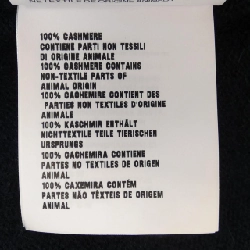 100% CASHMERE
CONTIENE PARTI NON TESSILI
DI ORIGINE ANIMALE
100% CASHMERE CONTAINS
NON-TEXTILE PARTS OF
ANIMAL ORIGIN
100% CACHEMIRE CONTIENT DES
PARTIES NON TEXTILES D'ORIGINE
ANIMALE
100% KASCHMIR ENTHÄLT
NICHTTEXTILE TEILE TIERISCHER
URSPRUNGS
100% CACHEMIRA CONTIENE
PARTES NO TEXTILES DE ORIGEN
ANIMAL
100% CAXEMIRA CONTÉM
PARTES NÃO TÊXTEIS DE ORIGEM
ANIMAL